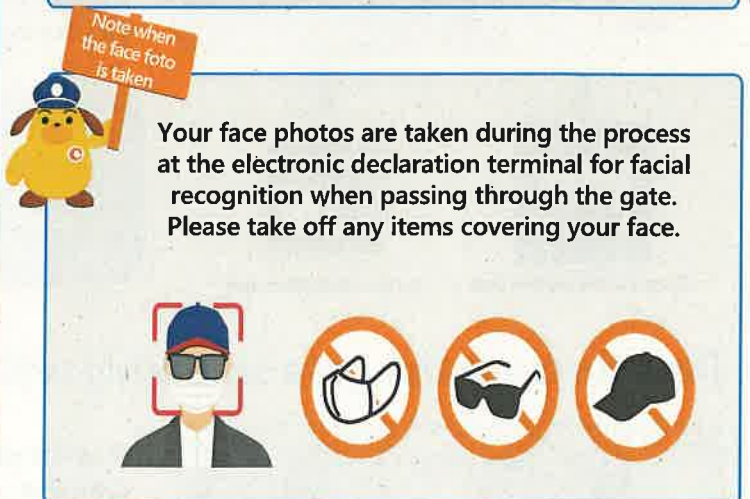 Note when
the face foto
is taken
Your face photos are taken during the process
at the electronic declaration terminal for facial
recognition when passing through the gate.
Please take off any items covering your face.